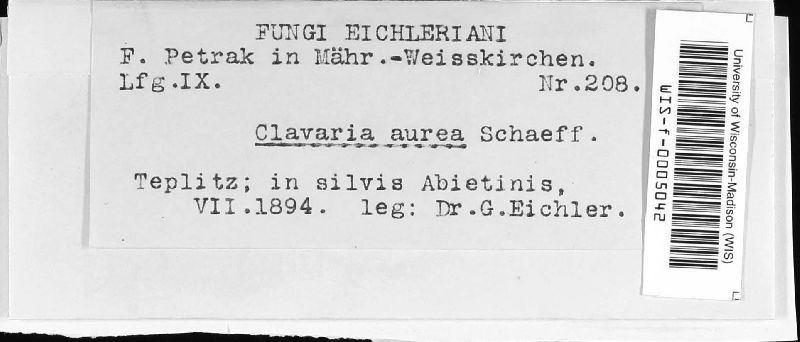 FUNGI EICHLERIANI
F. Petrak in Mähr.-Weisskirchen.
Lfg.IX. Nr.208.
Clavaria aurea Schaeff.
Teplitz; in silvis Abietinis,
VII.1894. leg: Dr.G.Eichler.
University of Wisconsin-Madison (WIS)
WIS-f-0005042